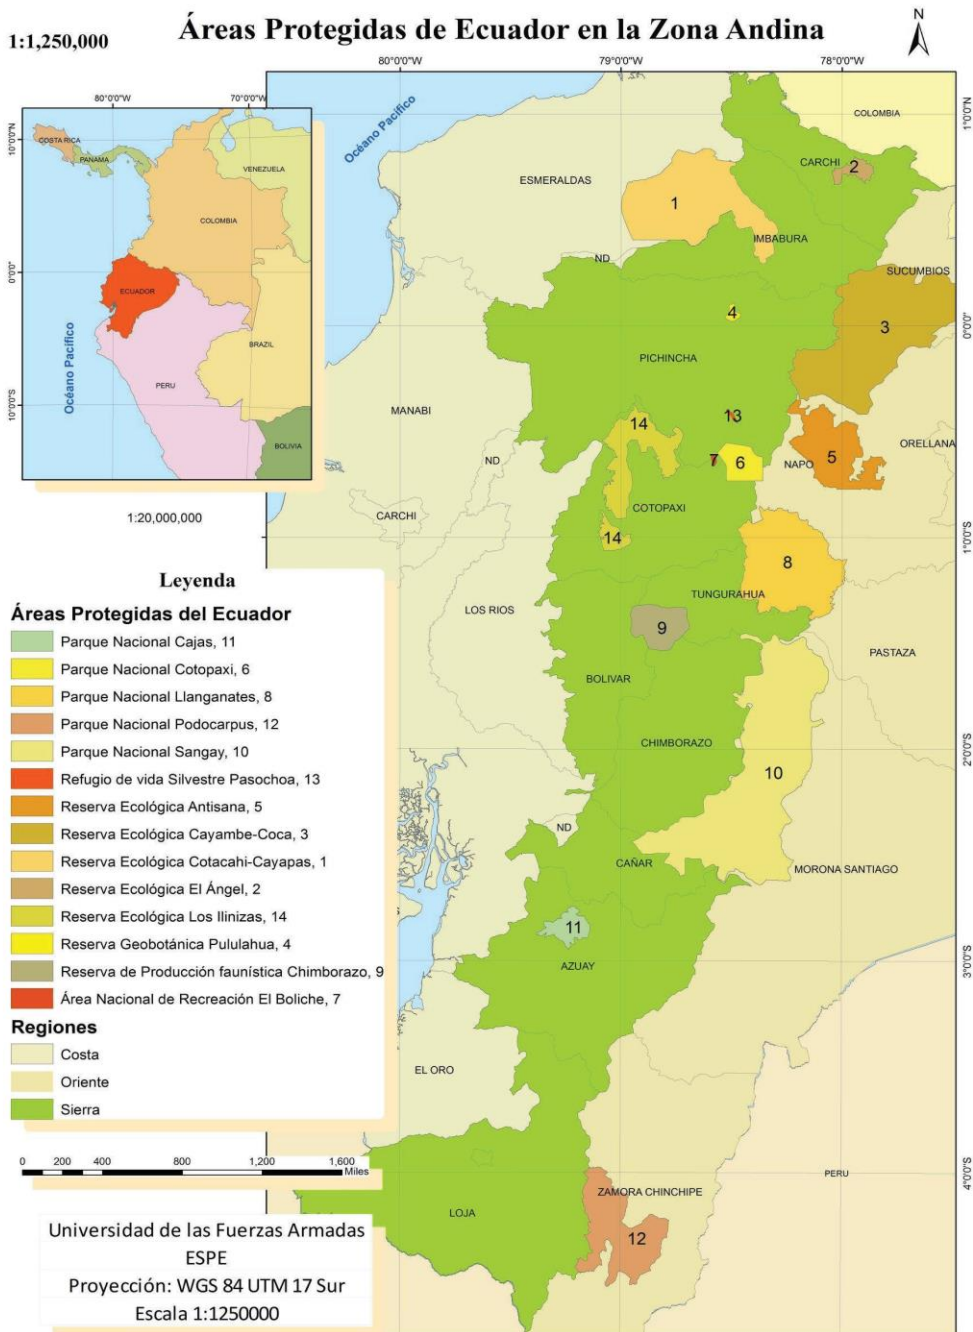 1:1,250,000
Áreas Protegidas de Ecuador en la Zona Andina
N
80°0'0"W
79°0'0"W
78°0'0"W
80°0'0"W
70°0'0"W
10°0'0"N
0°0'0"
10°0'0"S
COSTA RICA
PANAMA
VENEZUELA
COLOMBIA
ECUADOR
BRAZIL
PERU
BOLIVIA
Océano Pacifico
1:20,000,000
Océano Pacifico
COLOMBIA
1°0'0"N
CARCHI
2
ESMERALDAS
1
IMBABURA
ND
SUCUMBIOS
4
3
0°0'0"
PICHINCHA
MANABI
13
14
ORELLANA
ND
7
6
NAPO
5
CARCHI
COTOPAXI
14
1°0'0"S
8
LOS RIOS
TUNGURAHUA
9
PASTAZA
BOLIVAR
CHIMBORAZO
2°0'0"S
10
ND
CAÑAR
MORONA SANTIAGO
11
AZUAY
3°0'0"S
EL ORO
4°0'0"S
PERU
ZAMORA CHINCHIPE
LOJA
12
Leyenda
Áreas Protegidas del Ecuador
Parque Nacional Cajas, 11
Parque Nacional Cotopaxi, 6
Parque Nacional Llanganates, 8
Parque Nacional Podocarpus, 12
Parque Nacional Sangay, 10
Refugio de vida Silvestre Pasochoa, 13
Reserva Ecológica Antisana, 5
Reserva Ecológica Cayambe-Coca, 3
Reserva Ecológica Cotacahi-Cayapas, 1
Reserva Ecológica El Ángel, 2
Reserva Ecológica Los Ilinizas, 14
Reserva Geobotánica Pululahua, 4
Reserva de Producción faunística Chimborazo, 9
Área Nacional de Recreación El Boliche, 7
Regiones
Costa
Oriente
Sierra
0 200 400 800 1,200 1,600
Miles
Universidad de las Fuerzas Armadas
ESPE
Proyección: WGS 84 UTM 17 Sur
Escala 1:1250000